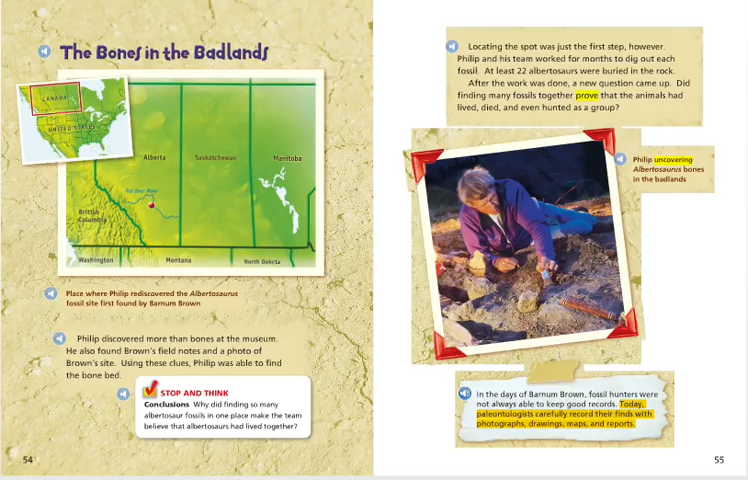 The Bones in the Badlands
CANADA
UNITED STATES
Alberta
Saskatchewan
Manitoba
Red Deer River
British
Columbia
Washington
Montana
North Dakota
Place where Philip rediscovered the Albertosaurus
fossil site first found by Barnum Brown
Philip discovered more than bones at the museum.
He also found Brown's field notes and a photo of
Brown's site. Using these clues, Philip was able to find
the bone bed.
STOP AND THINK
Conclusions Why did finding so many
albertosaur fossils in one place make the team
believe that albertosaurs had lived together?
54
Locating the spot was just the first step, however.
Philip and his team worked for months to dig out each
fossil. At least 22 albertosaurs were buried in the rock.
After the work was done, a new question came up. Did
finding many fossils together prove that the animals had
lived, died, and even hunted as a group?
Philip uncovering
Albertosaurus bones
in the badlands
In the days of Barnum Brown, fossil hunters were
not always able to keep good records. Today,
paleontologists carefully record their finds with
photographs, drawings, maps, and reports.
55